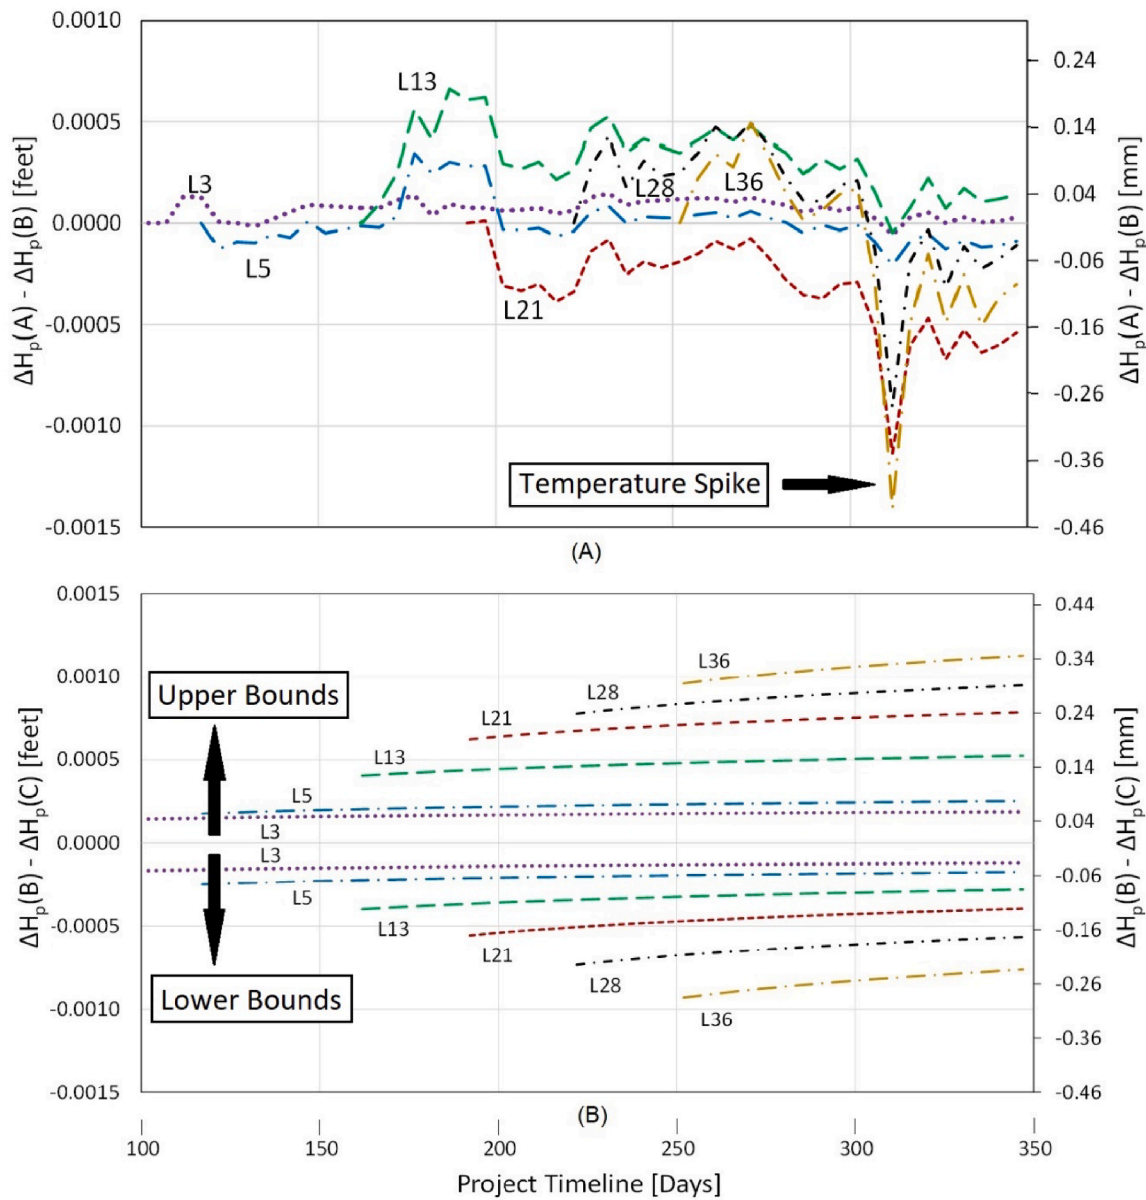 0.0010
0.0005
0.0000
-0.0005
-0.0010
-0.0015
ΔHp(A) - ΔHp(B) [feet]
L13
L3
L5
L21
L28
L36
Temperature Spike
0.24
0.14
0.04
-0.06
-0.16
-0.26
-0.36
-0.46
ΔHp(A) - ΔHp(B) [mm]
(A)
0.0015
0.0010
0.0005
0.0000
-0.0005
-0.0010
-0.0015
ΔHp(B) - ΔHp(C) [feet]
Upper Bounds
L36
L28
L21
L13
L5
L3
L3
L5
L13
L21
L28
L36
Lower Bounds
0.44
0.34
0.24
0.14
0.04
-0.06
-0.16
-0.26
-0.36
-0.46
ΔHp(B) - ΔHp(C) [mm]
(B)
100 150 200 250 300 350
Project Timeline [Days]